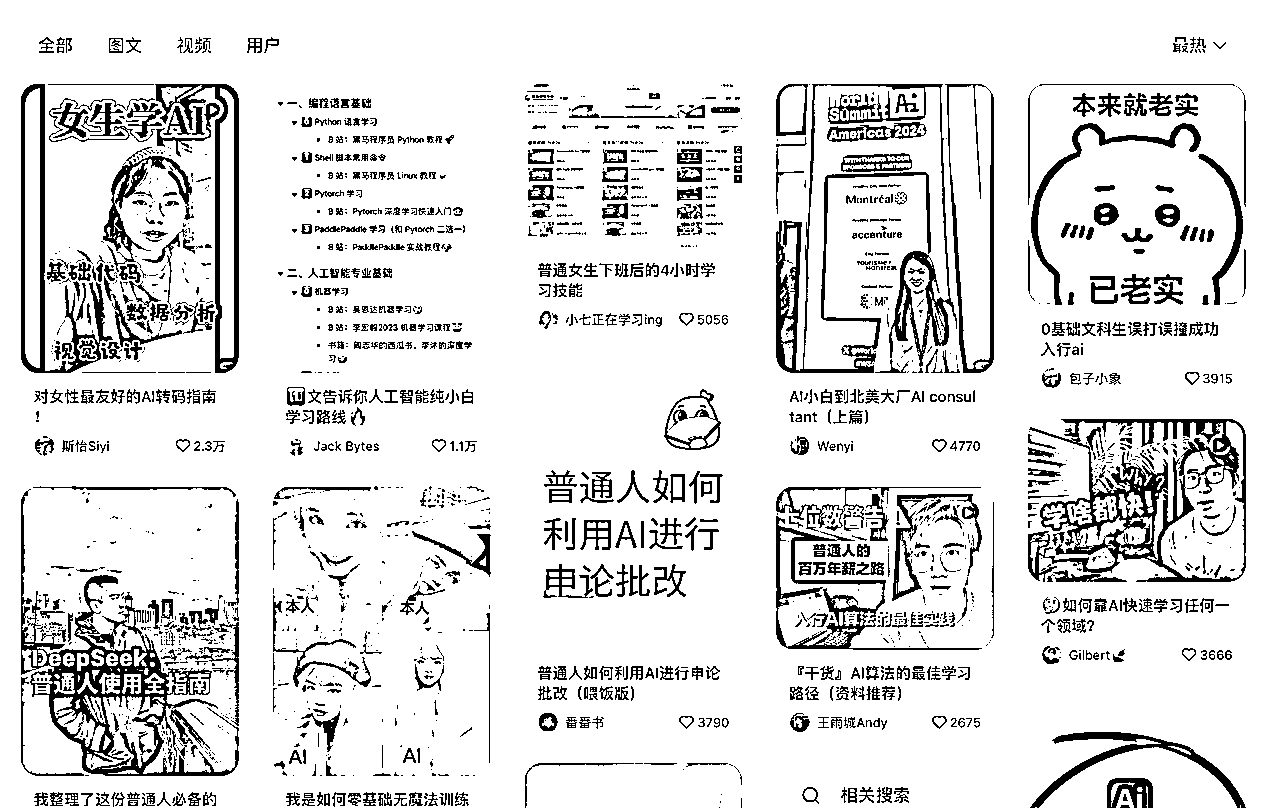 全部 图文 视频 用户
最热
女生学AI
基础代码
数据分析
视觉设计
对女性最友好的AI转码指南
！
斯怡Siyi
2.3万
一、编程语言基础
Python 语言学习
B 站：黑马程序员 Python 教程
Shell 脚本常用命令
B 站：黑马程序员 Linux 教程
Pytorch 学习
B 站：Pytorch 深度学习快速入门
PaddlePaddle 学习（和 Pytorch 二选一）
B 站：PaddlePaddle 实战教程
二、人工智能专业基础
机器学习
B 站：吴恩达机器学习
B 站：李宏毅2023 机器学习课程
书籍：周志华的西瓜书、李沐的深度学
习
文告诉你人工智能纯小白
学习路线
Jack Bytes
1.1万
普通女生下班后的4小时学
习技能
小七正在学习ing
5056
World
Summit Ai
Americas 2024
Montréal
accenture
AI小白到北美大厂AI consul
tant（上篇）
Wenyi
4770
本来就老实
已老实
0基础文科生误打误撞成功
入行ai
包子小象
3915
DeepSeek:
普通人使用全指南
我整理了这份普通人必备的
本人
本人
AI
AI
我是如何零基础无魔法训练
普通人如何
利用AI进行
申论批改
普通人如何利用AI进行申论
批改（喂饭版）
番番书
3790
七位数警告
普通人的
百万年薪之路
入行AI算法的最佳实践
『干货』AI算法的最佳学习
路径（资料推荐）
王雨城Andy
2675
相关搜索
学啥都快!
如何靠AI快速学习任何一
个领域?
Gilbert
3666
Ai